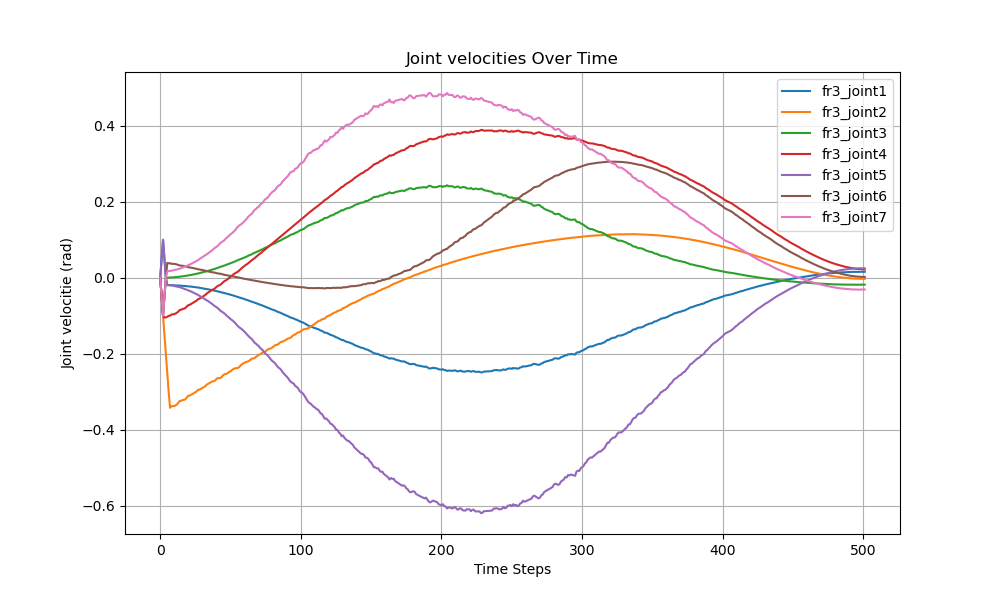 Joint velocities Over Time
fr3_joint1
fr3_joint2
fr3_joint3
fr3_joint4
fr3_joint5
fr3_joint6
fr3_joint7
Joint velocitie (rad)
0.4
0.2
0.0
−0.2
−0.4
−0.6
0
100
200
300
400
500
Time Steps